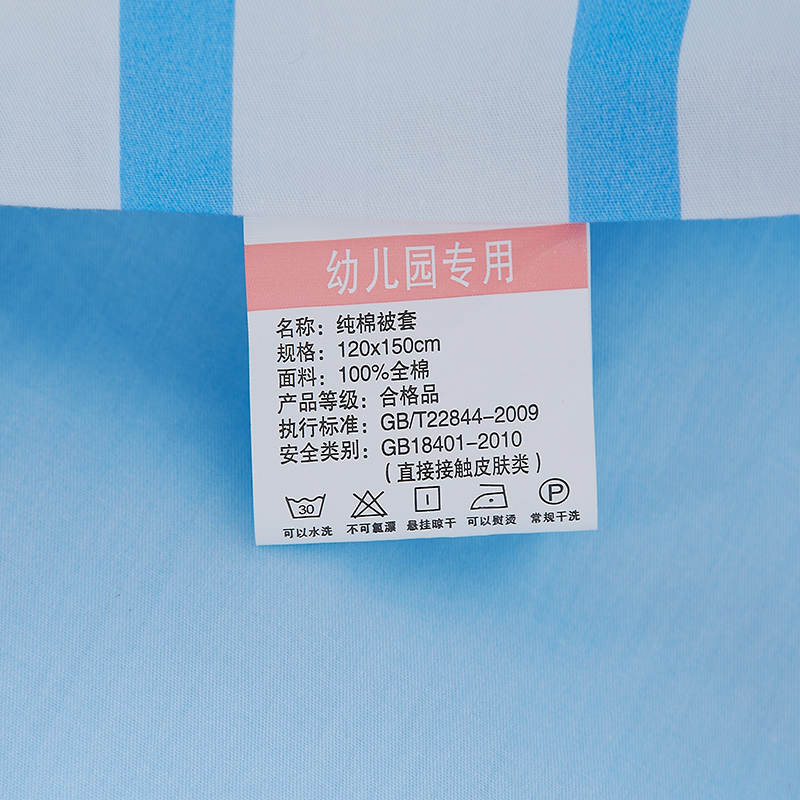 幼儿园专用
名称：纯棉被套
规格：120x150cm
面料：100%全棉
产品等级：合格品
执行标准：GB/T22844-2009
安全类别：GB18401-2010
（直接接触皮肤类）
30 P
可以水洗 不可氯漂 悬挂晾干 可以熨烫 常规干洗